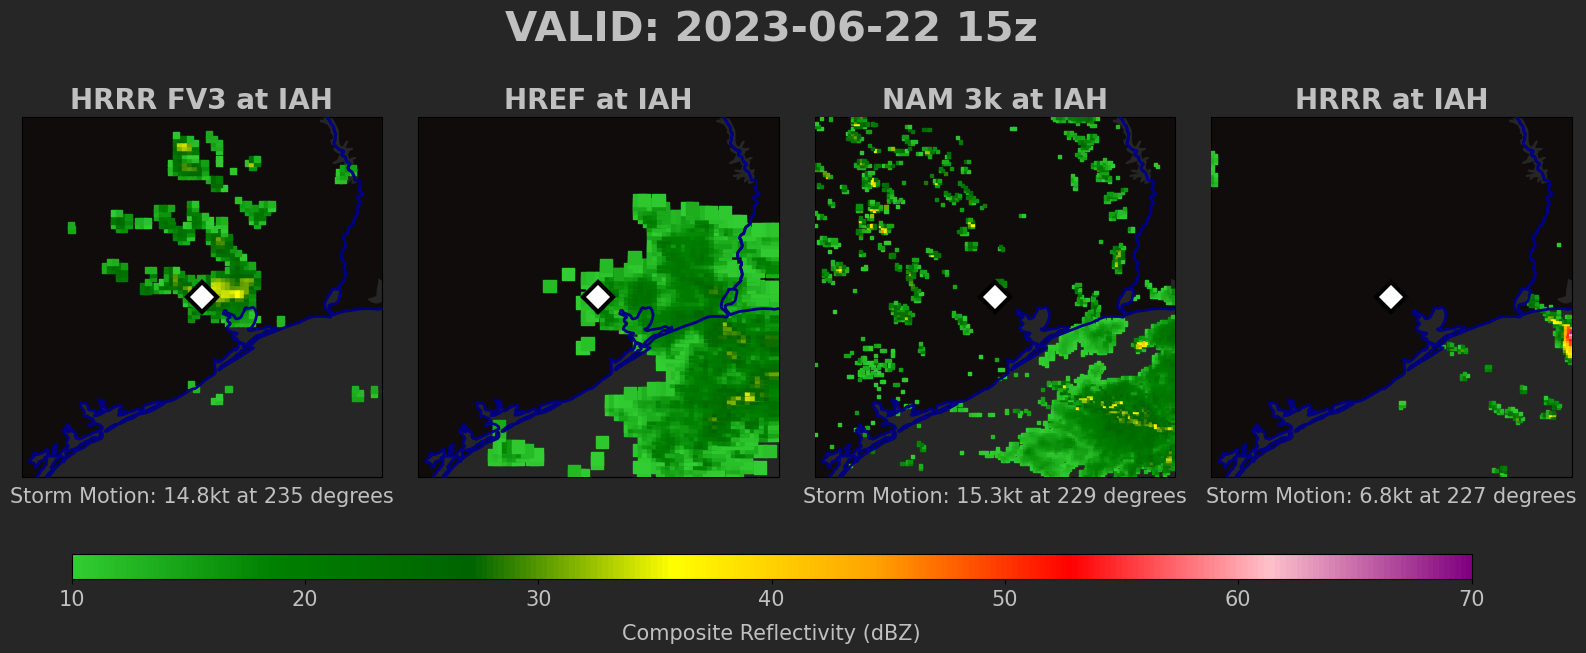 VALID: 2023-06-22 15z
HRRR FV3 at IAH
HREF at IAH
NAM 3k at IAH
HRRR at IAH
Storm Motion: 14.8kt at 235 degrees
Storm Motion: 15.3kt at 229 degrees
Storm Motion: 6.8kt at 227 degrees
10 20 30 40 50 60 70
Composite Reflectivity (dBZ)